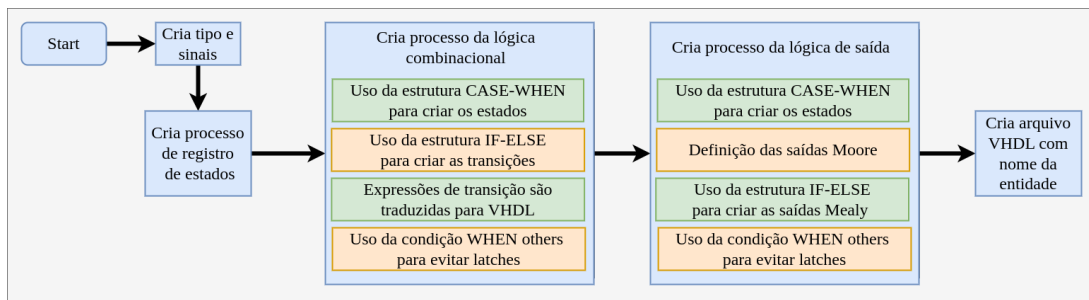 Start
Cria tipo e
sinais
Cria processo
de registro
de estados
Cria processo da lógica
combinacional
Uso da estrutura CASE-WHEN
para criar os estados
Uso da estrutura IF-ELSE
para criar as transições
Expressões de transição são
traduzidas para VHDL
Uso da condição WHEN others
para evitar latches
Cria processo da lógica de saída
Uso da estrutura CASE-WHEN
para criar os estados
Definição das saídas Moore
Uso da estrutura IF-ELSE
para criar as saídas Mealy
Uso da condição WHEN others
para evitar latches
Cria arquivo
VHDL com
nome da
entidade